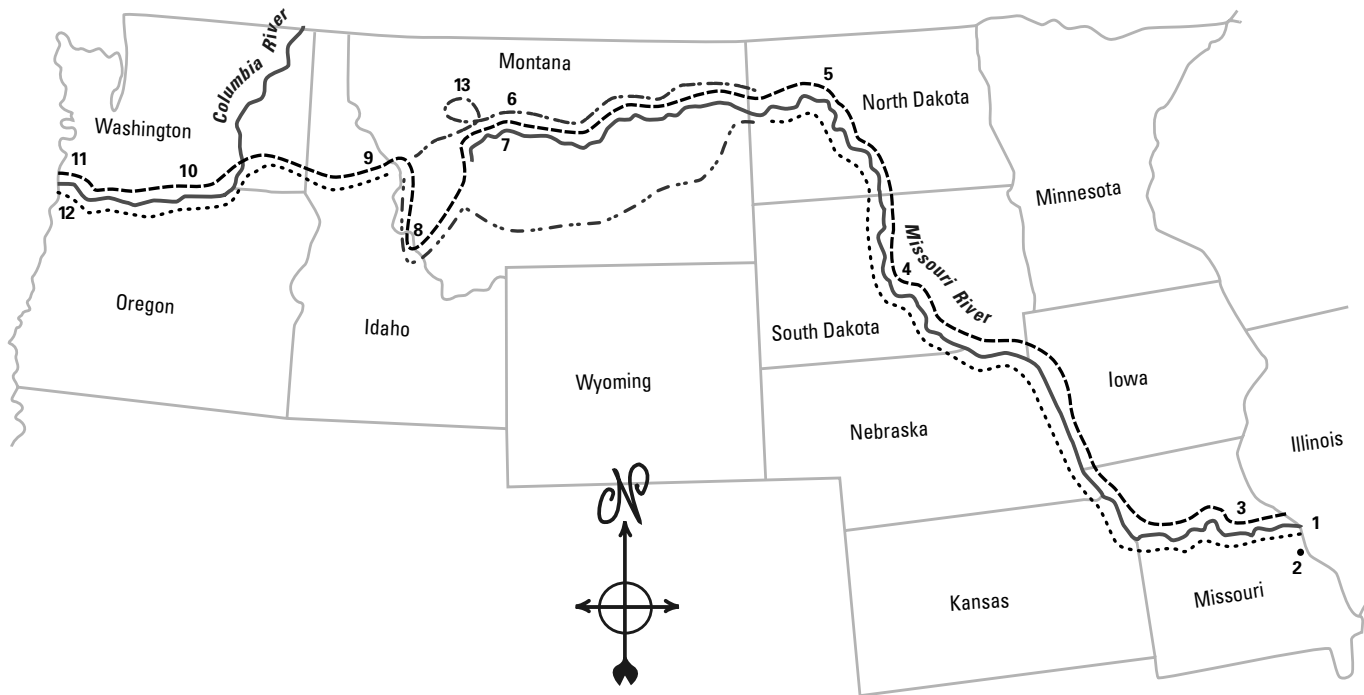 Columbia River
Montana
13
6
5
North Dakota
Washington
7
11
10
9
Minnesota
12
8
Missouri River
4
Oregon
Idaho
South Dakota
Wyoming
Iowa
Nebraska
Illinois
N
3
1
2
Kansas
Missouri